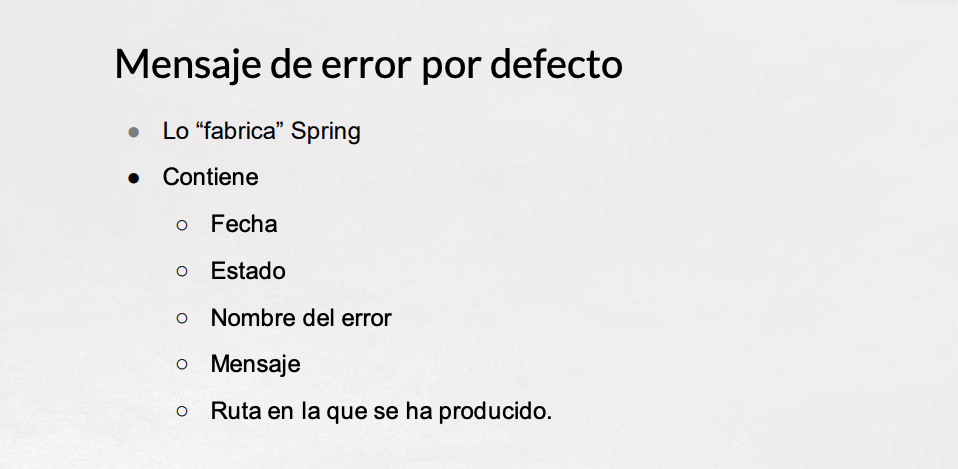 Mensaje de error por defecto
● Lo “fabrica” Spring
● Contiene
○ Fecha
○ Estado
○ Nombre del error
○ Mensaje
○ Ruta en la que se ha producido.